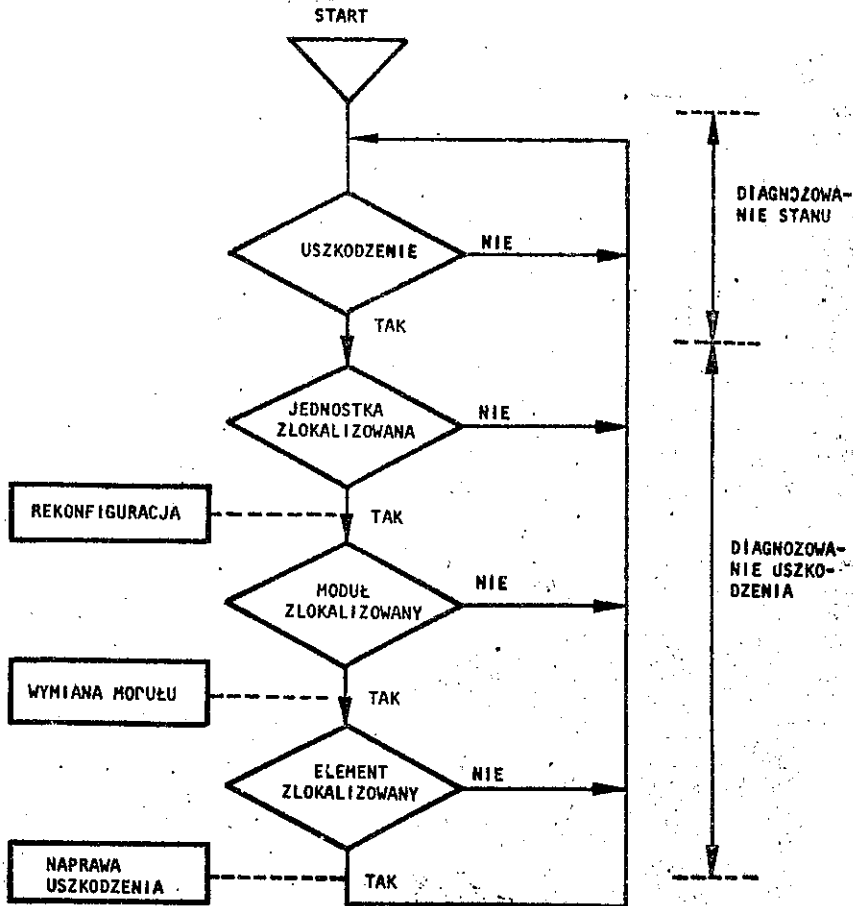 START
DIAGNOZOWA-
NIE STANU
USZKODZENIE
NIE
TAK
JEDNOSTKA
ZLOKALIZOWANA
NIE
REKONFIGURACJA
TAK
DIAGNOZOWA-
NIE USZKO-
DZENIA
MODUŁ
ZLOKALIZOWANY
NIE
WYMIANA MODUŁU
TAK
ELEMENT
ZLOKALIZOWANY
NIE
NAPRAWA
USZKODZENIA
TAK